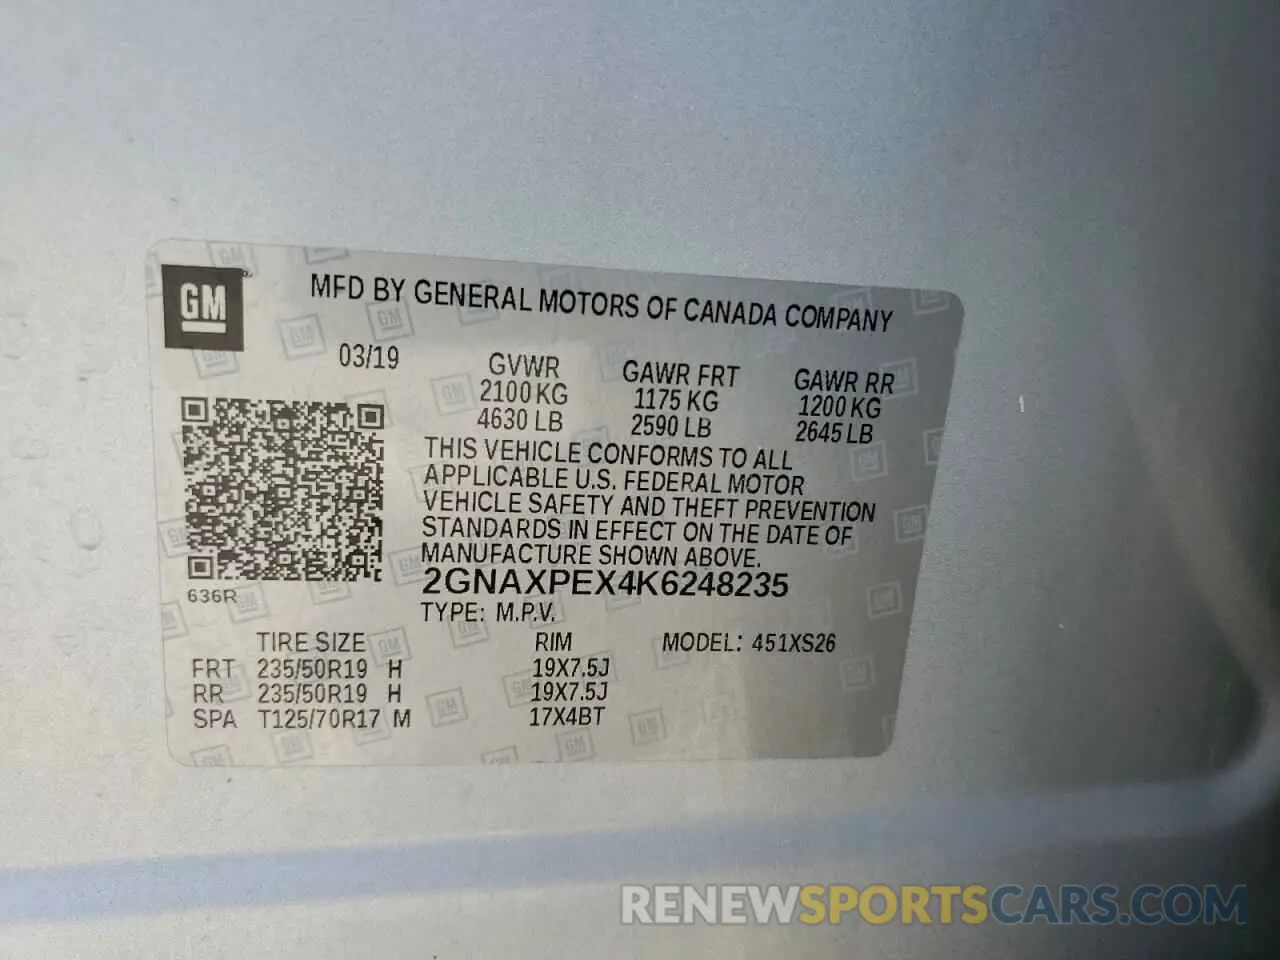 GM
MFD BY GENERAL MOTORS OF CANADA COMPANY
03/19
GVWR
2100 KG
4630 LB
GAWR FRT
1175 KG
2590 LB
GAWR RR
1200 KG
2645 LB
THIS VEHICLE CONFORMS TO ALL
APPLICABLE U.S. FEDERAL MOTOR
VEHICLE SAFETY AND THEFT PREVENTION
STANDARDS IN EFFECT ON THE DATE OF
MANUFACTURE SHOWN ABOVE.
2GNAXPEX4K6248235
636R
TYPE: M.P.V.
TIRE SIZE RIM MODEL: 451XS26
FRT 235/50R19 H 19X7.5J
RR 235/50R19 H 19X7.5J
SPA T125/70R17 M 17X4BT
RENEWSPORTSCARS.COM